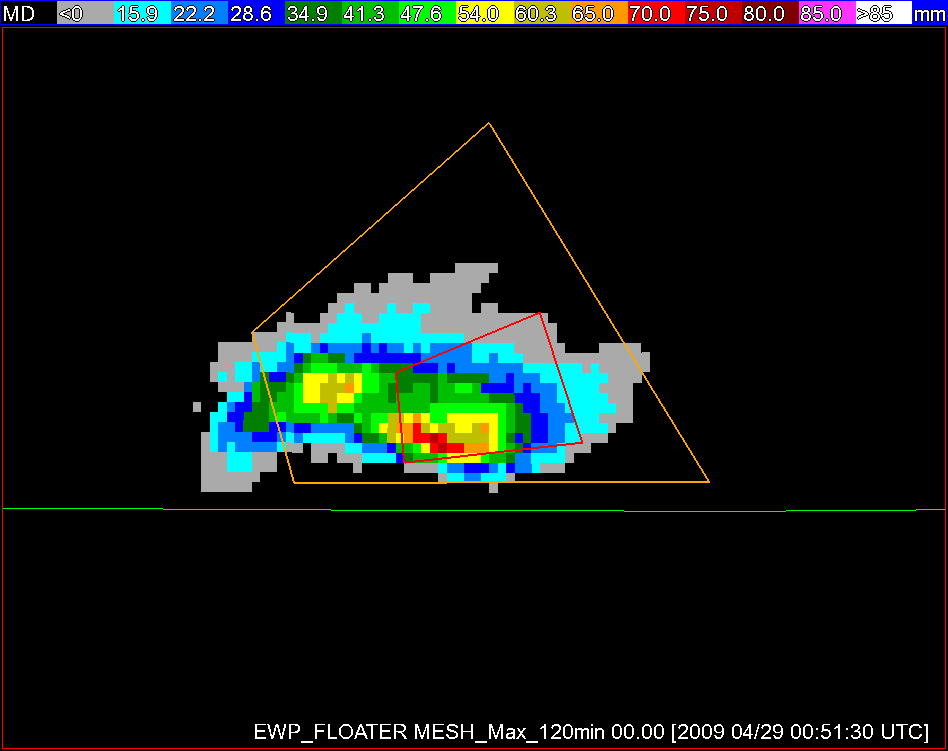 MD <0 15.9 22.2 28.6 34.9 41.3 47.6 54.0 60.3 65.0 70.0 75.0 80.0 85.0 >85 mm
EWP_FLOATER MESH_Max_120min 00.00 [2009 04/29 00:51:30 UTC]